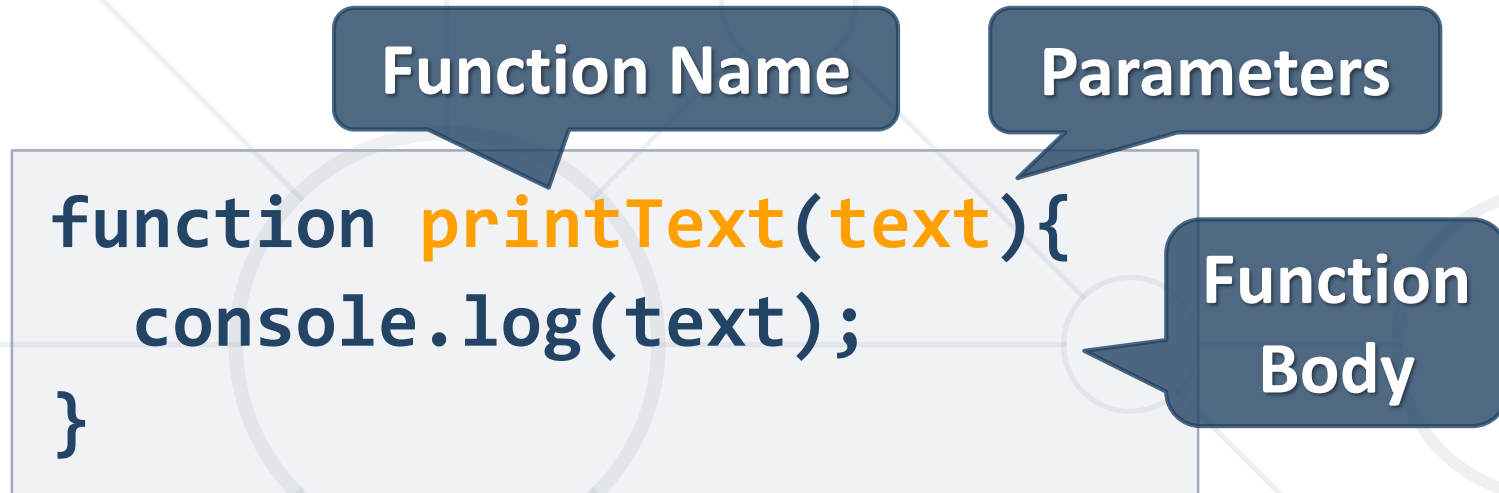 Function Name
Parameters
function printText(text){
console.log(text);
}
Function
Body